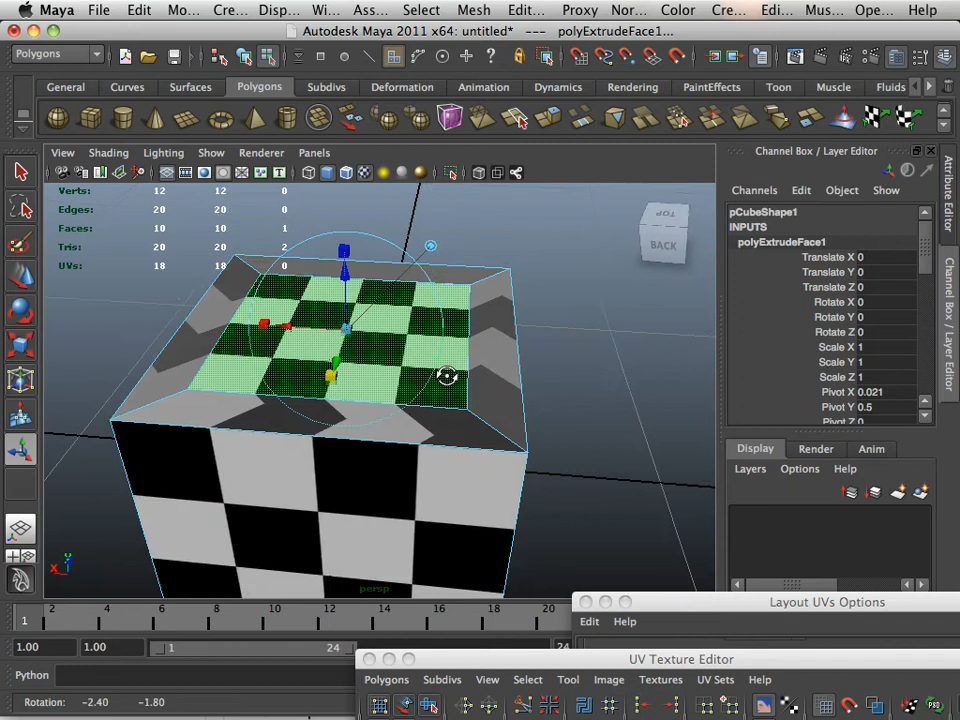 Maya File Edit Mo... Cre... Disp... Wi... Ass... Select Mesh Edit... Proxy Nor... Color Cre... Edi... Mus... Ope... Help
Autodesk Maya 2011 x64: untitled* --- polyExtrudeFace1...
Polygons
General Curves Surfaces Polygons Subdivs Deformation Animation Dynamics Rendering PaintEffects Toon Muscle Fluids
View Shading Lighting Show Renderer Panels
Channel Box / Layer Editor
Channels Edit Object Show
Verts: 12 12 0
Edges: 20 20 0
Faces: 10 10 1
Tris: 20 20 2
UVs: 18 18 0
TOP
BACK
pCubeShape1
INPUTS
polyExtrudeFace1
Translate X 0
Translate Y 0
Translate Z 0
Rotate X 0
Rotate Y 0
Rotate Z 0
Scale X 1
Scale Y 1
Scale Z 1
Pivot X 0.021
Pivot Y 0.5
Pivot Z 0
Attribute Editor
Channel Box / Layer Editor
Display Render Anim
Layers Options Help
persp
Y
X
2 4 6 8 10 12 14 16 18 20
1
1.00 1.00 1 24
Layout UVs Options
Edit Help
Python
UV Texture Editor
Polygons Subdivs View Select Tool Image Textures UV Sets Help
Rotation: -2.40 -1.80